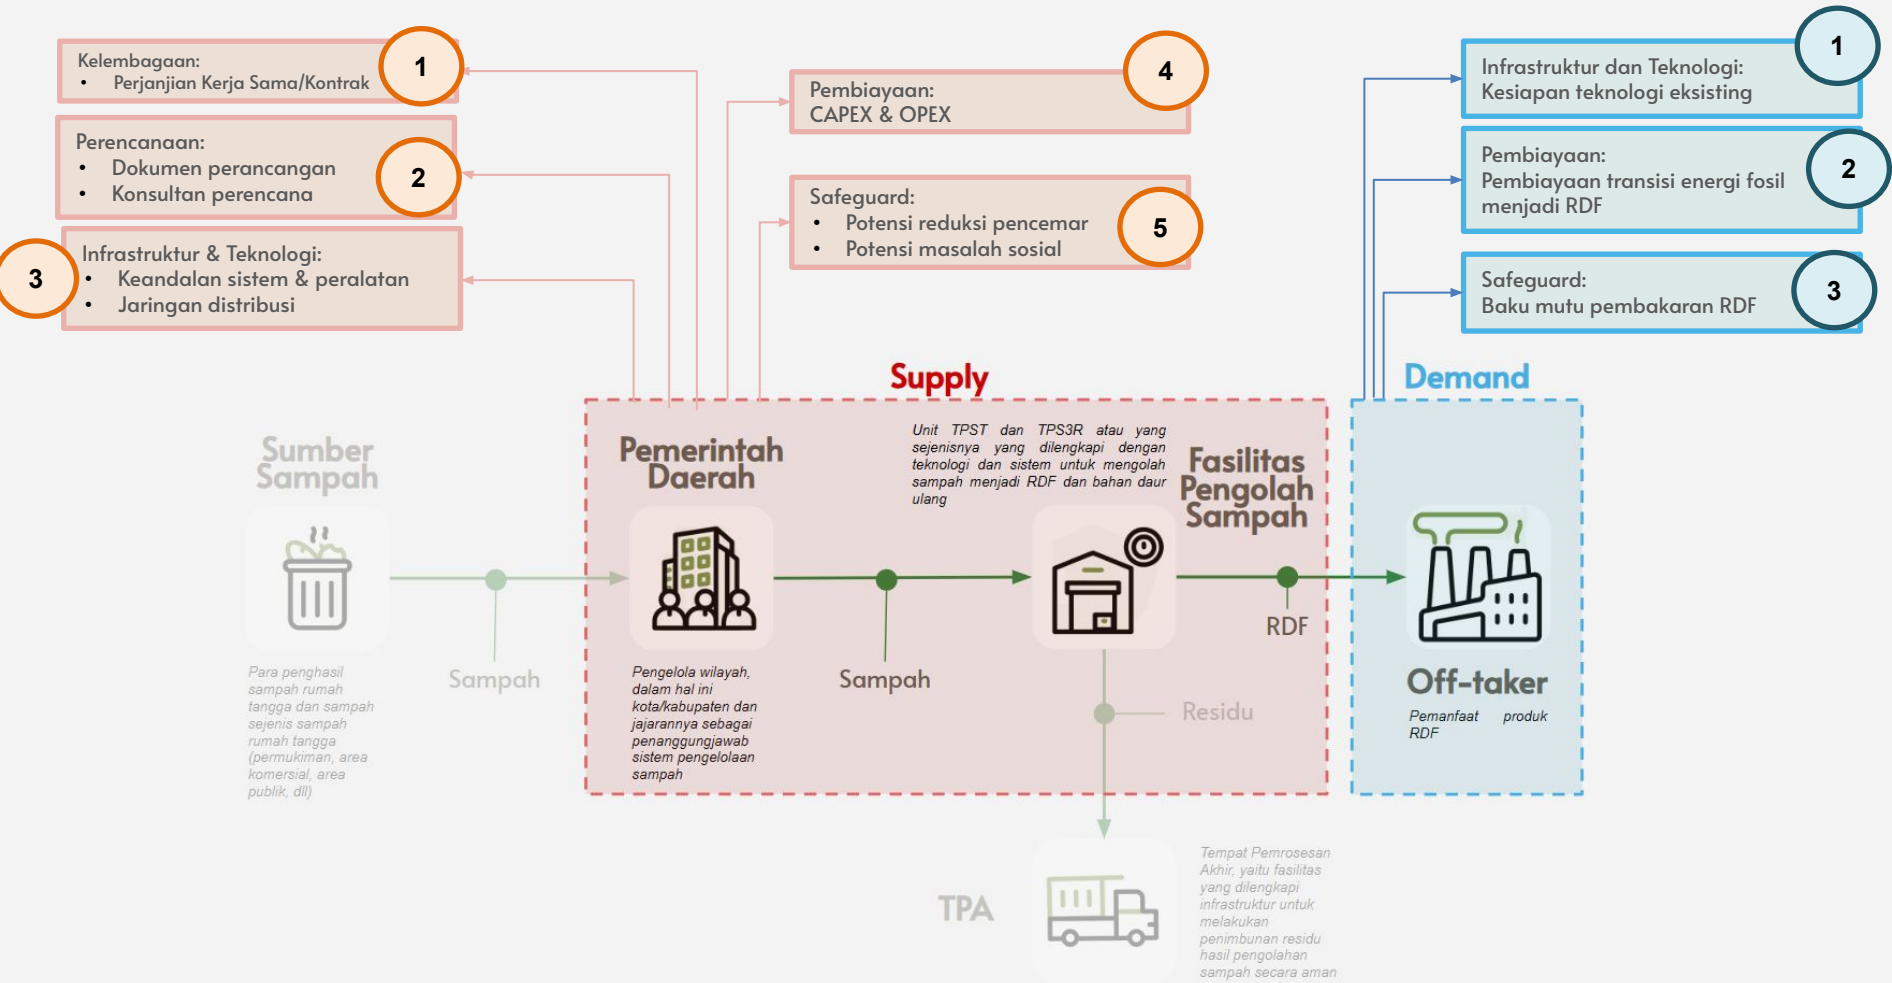 Kelembagaan:
• Perjanjian Kerja Sama/Kontrak
1
Perencanaan:
• Dokumen perancangan
• Konsultan perencana
2
Infrastruktur & Teknologi:
• Keandalan sistem & peralatan
• Jaringan distribusi
3
Pembiayaan:
CAPEX & OPEX
4
Safeguard:
• Potensi reduksi pencemar
• Potensi masalah sosial
5
Infrastruktur dan Teknologi:
Kesiapan teknologi eksisting
1
Pembiayaan:
Pembiayaan transisi energi fosil
menjadi RDF
2
Safeguard:
Baku mutu pembakaran RDF
3
Supply
Demand
Sumber
Sampah
Para penghasil
sampah rumah
tangga dan sampah
sejenis sampah
rumah tangga
(permukiman, area
komersial, area
publik, dll)
Sampah
Pemerintah
Daerah
Pengelola wilayah,
dalam hal ini
kota/kabupaten dan
jajarannya sebagai
penanggungjawab
sistem pengelolaan
sampah
Sampah
Unit TPST dan TPS3R atau yang
sejenisnya yang dilengkapi dengan
teknologi dan sistem untuk mengolah
sampah menjadi RDF dan bahan daur
ulang
Fasilitas
Pengolah
Sampah
RDF
Residu
Off-taker
Pemanfaat produk
RDF
TPA
Tempat Pemrosesan
Akhir, yaitu fasilitas
yang dilengkapi
infrastruktur untuk
melakukan
penimbunan residu
hasil pengolahan
sampah secara aman